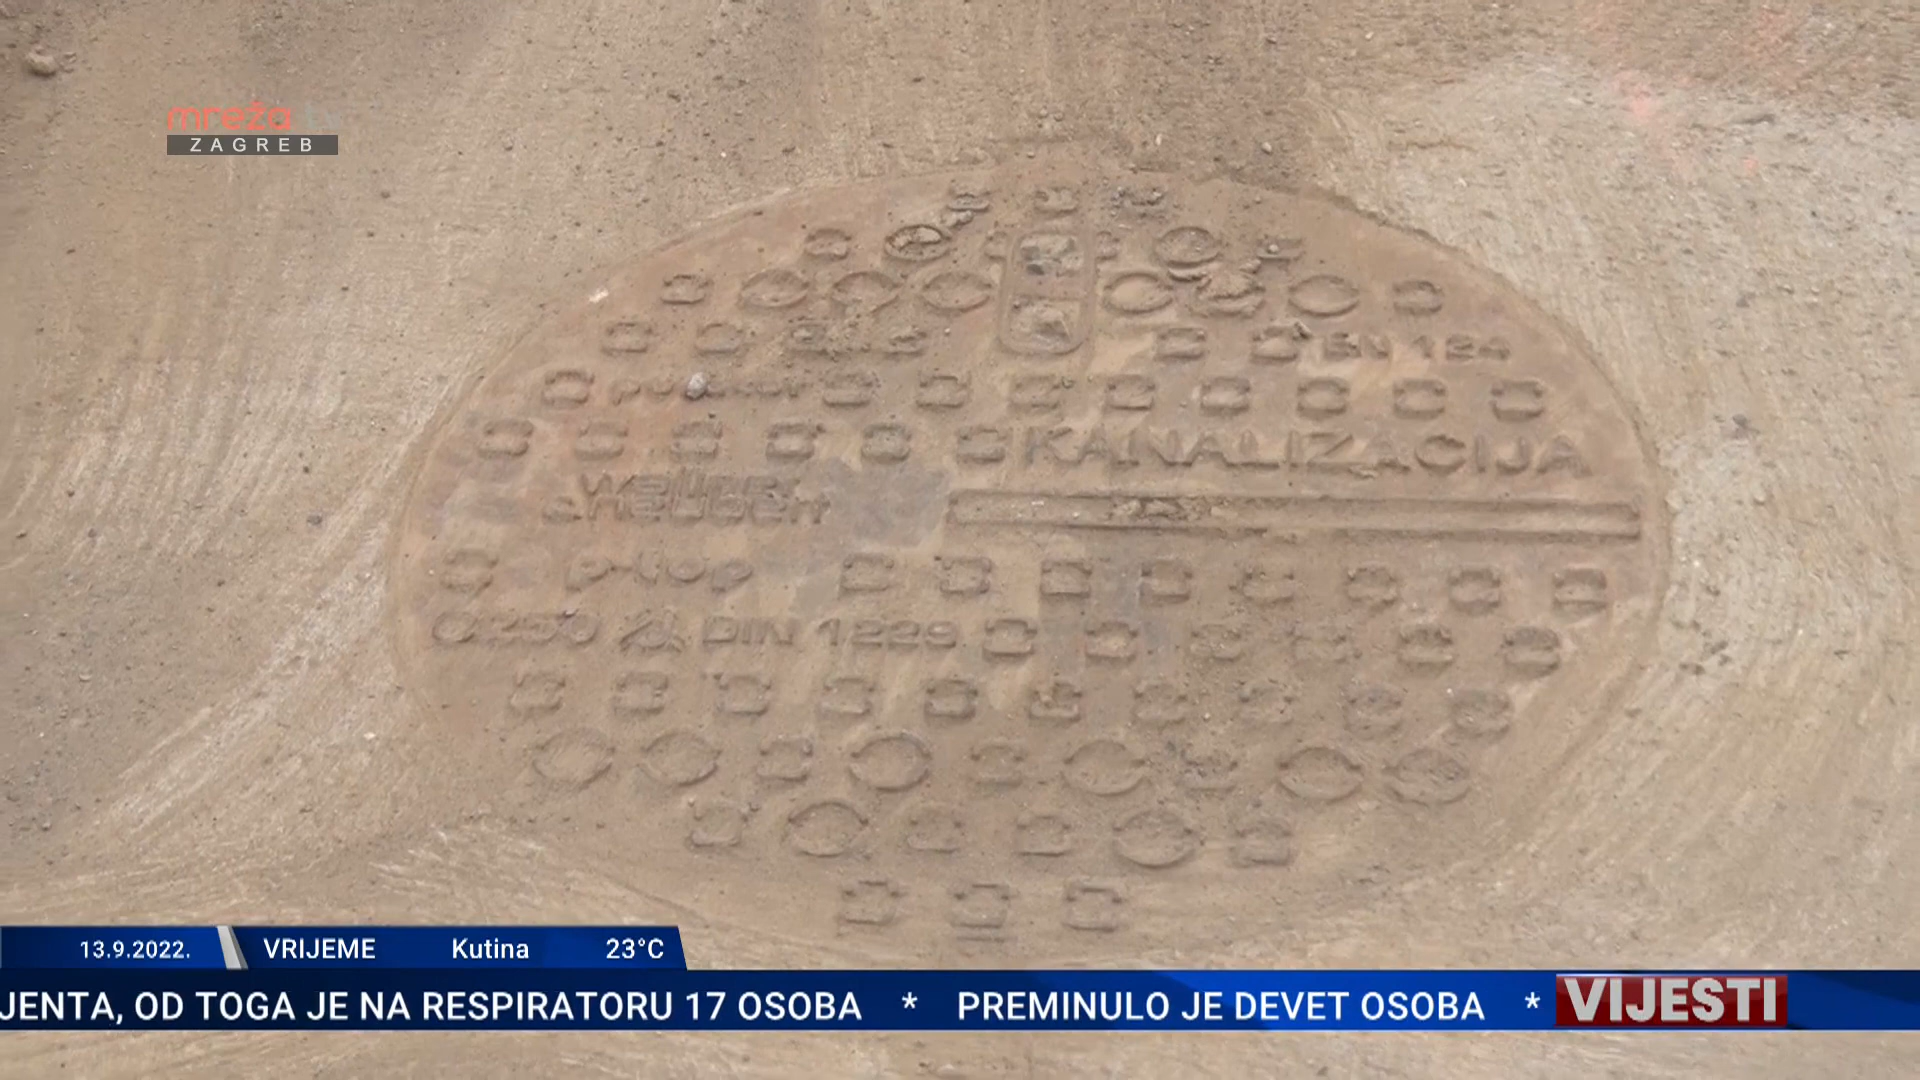 mreža
ZAGREB
EN 124
KANALIZACIJA
p-top
DIN 1229
13.9.2022.
VRIJEME
Kutina
23°C
JENTA, OD TOGA JE NA RESPIRATORU 17 OSOBA * PREMINULO JE DEVET OSOBA *
VIJESTI